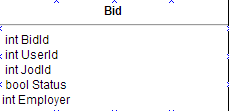 Bid
int BidId
int UserId
int JodId
bool Status
int Employer